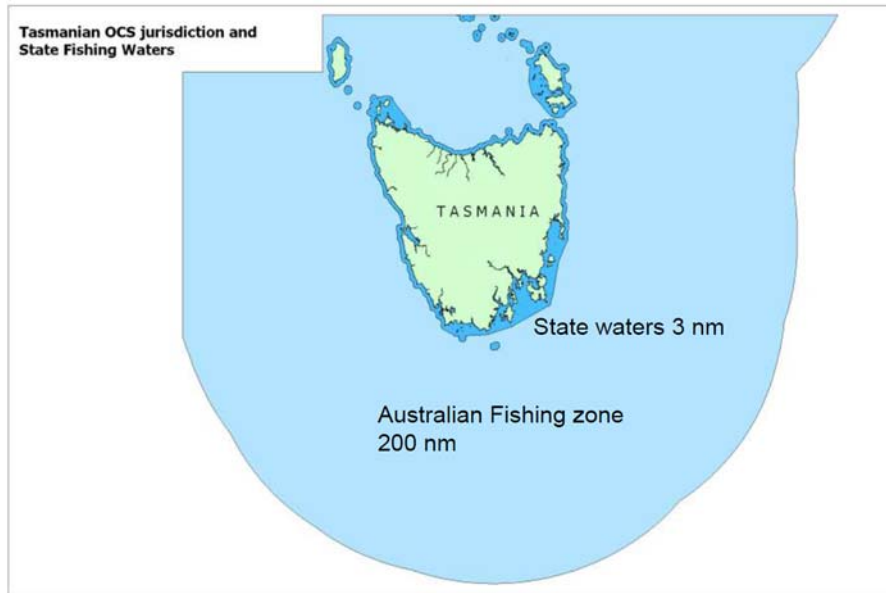 Tasmanian OCS jurisdiction and
State Fishing Waters
TASMANIA
State waters 3 nm
Australian Fishing zone
200 nm